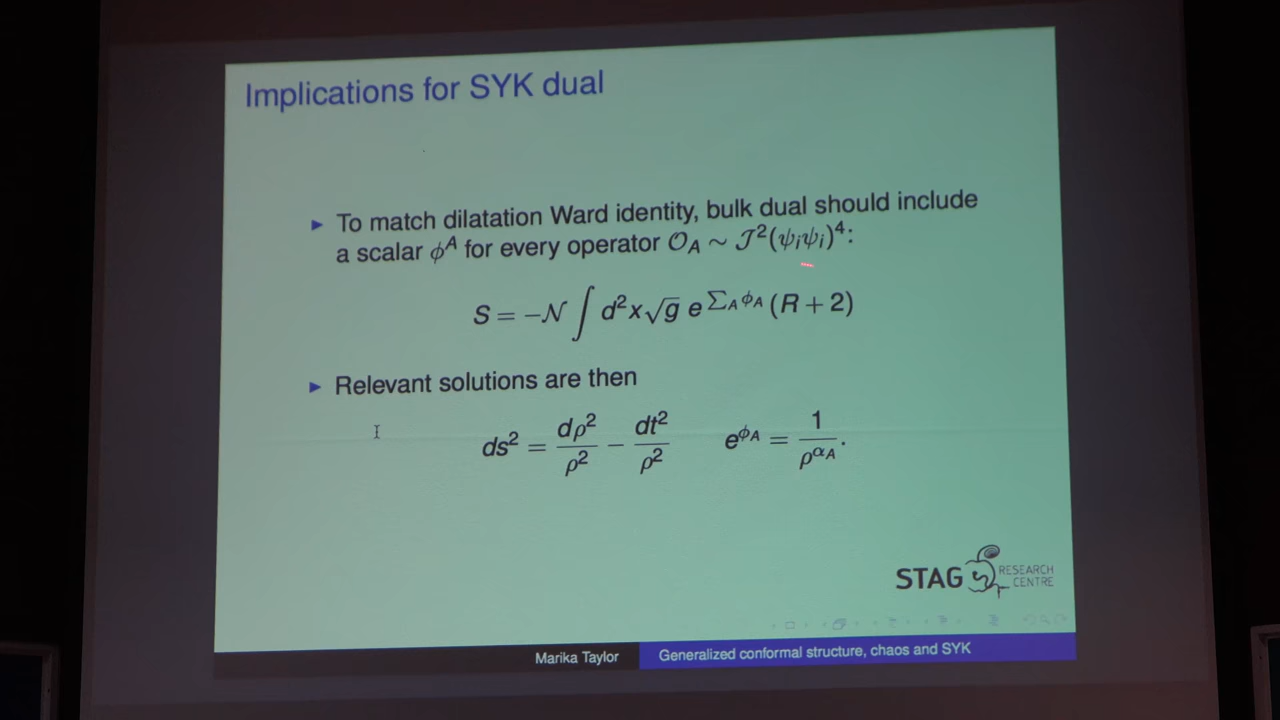 Implications for SYK dual
► To match dilatation Ward identity, bulk dual should include
a scalar ϕ^A for every operator 𝒪_A ∼ 𝒥²(ψ_iψ_i)⁴:
S = −𝒩 ∫ d²x√g e^{∑_A ϕ_A} (R + 2)
► Relevant solutions are then
ds² = dρ²/ρ² − dt²/ρ²    e^{ϕ_A} = 1/ρ^{α_A}.
STAG RESEARCH CENTRE
Marika Taylor    Generalized conformal structure, chaos and SYK